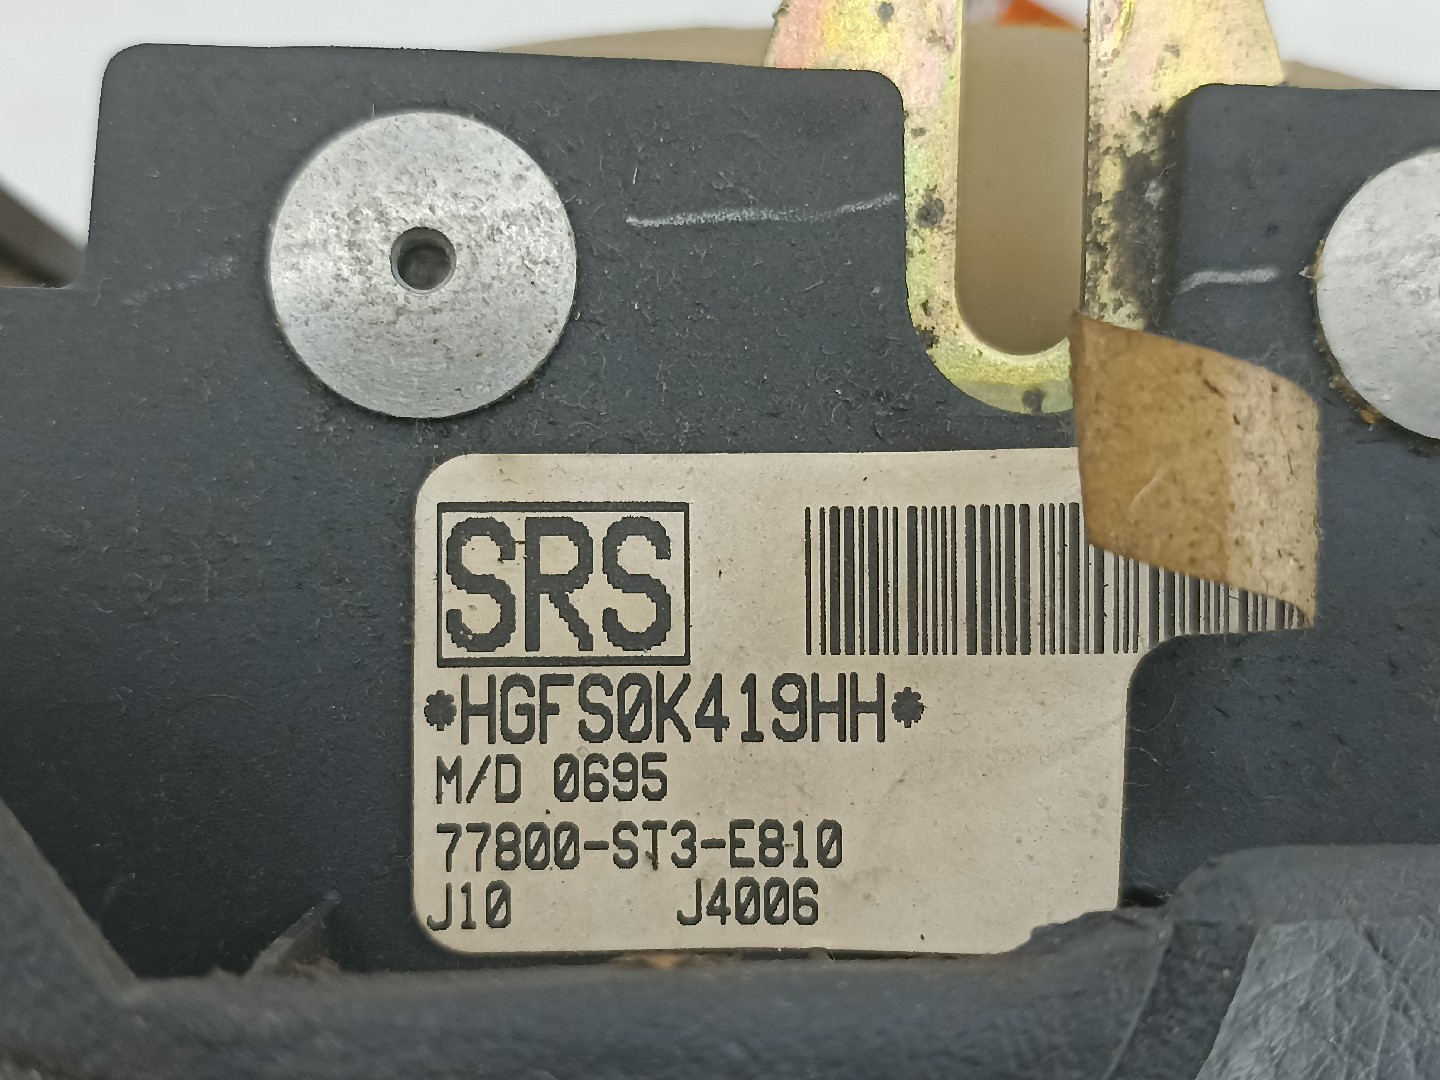 SRS
*HGFS0K419HH*
M/D 0695
77800-ST3-E810
J10 J4006